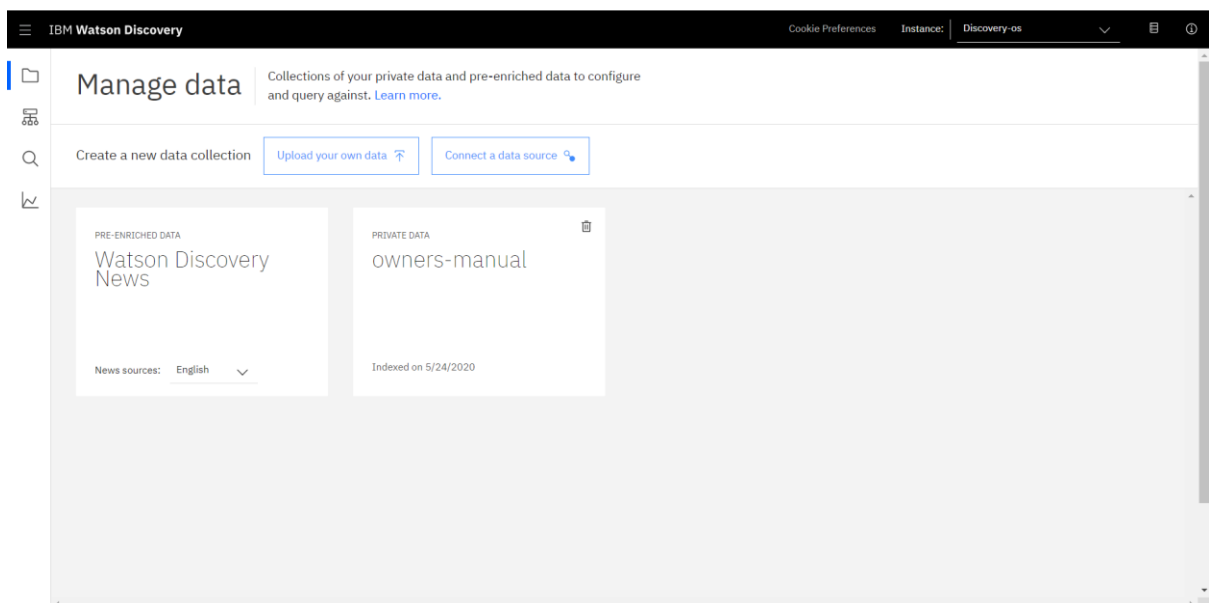 IBM Watson Discovery
Cookie Preferences
Instance:
Discovery-os
Manage data
Collections of your private data and pre-enriched data to configure
and query against. Learn more.
Create a new data collection
Upload your own data
Connect a data source
PRE-ENRICHED DATA
Watson Discovery
News
News sources: English
PRIVATE DATA
owners-manual
Indexed on 5/24/2020